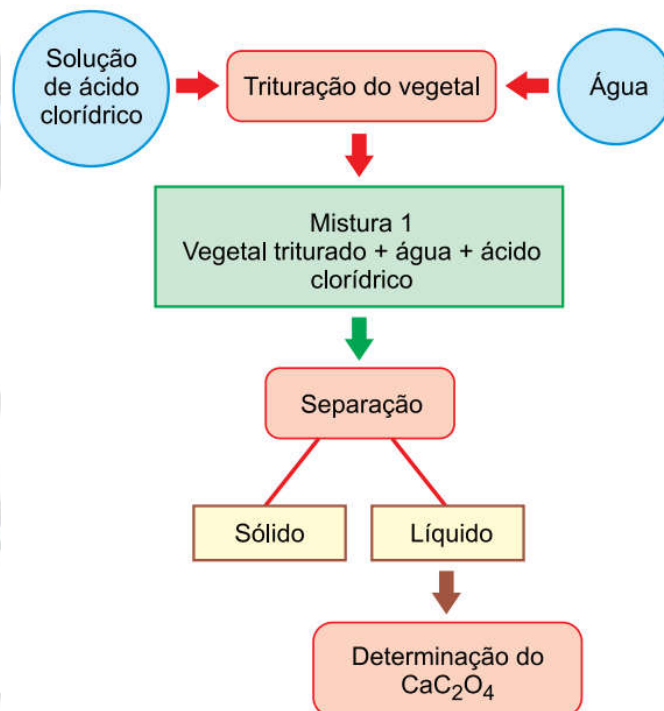 Solução
de ácido
clorídrico
Trituração do vegetal
Água
Mistura 1
Vegetal triturado + água + ácido
clorídrico
Separação
Sólido
Líquido
Determinação do
CaC₂O₄